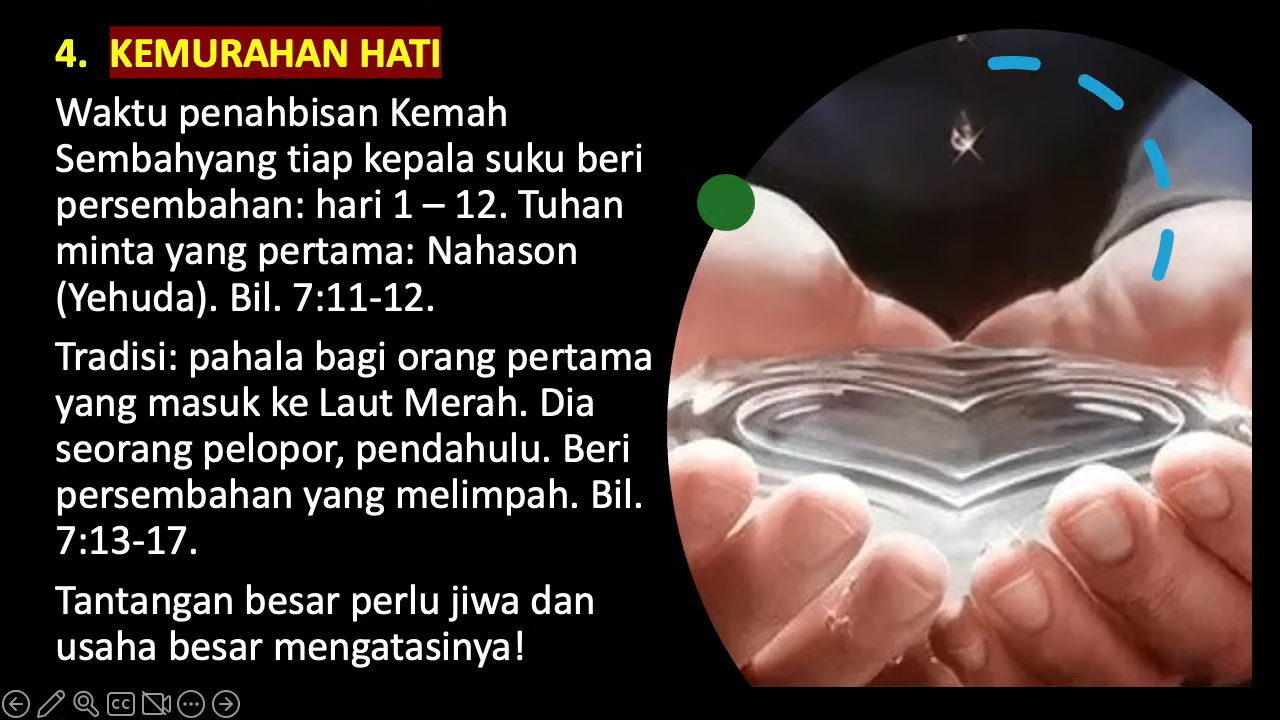 4. KEMURAHAN HATI
Waktu penahbisan Kemah
Sembahyang tiap kepala suku beri
persembahan: hari 1 – 12. Tuhan
minta yang pertama: Nahason
(Yehuda). Bil. 7:11-12.
Tradisi: pahala bagi orang pertama
yang masuk ke Laut Merah. Dia
seorang pelopor, pendahulu. Beri
persembahan yang melimpah. Bil.
7:13-17.
Tantangan besar perlu jiwa dan
usaha besar mengatasinya!
CC